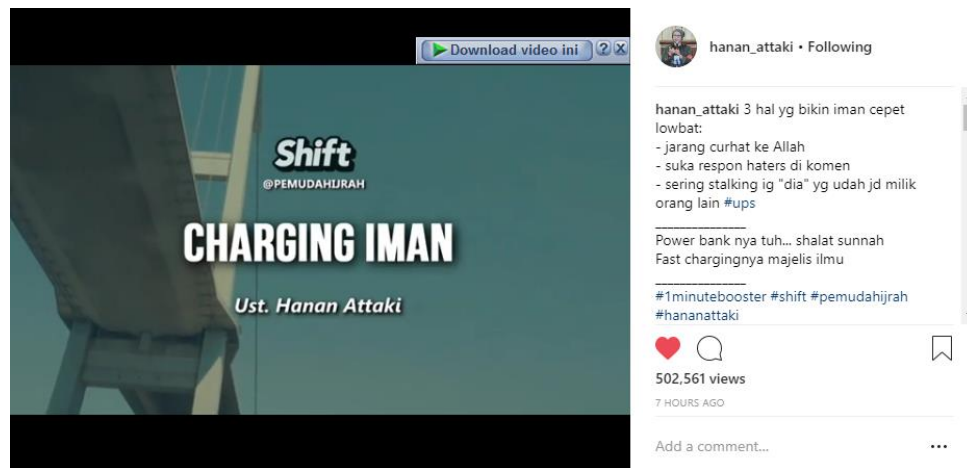 Download video ini ? X
Shift
@PEMUDAHIJRAH
CHARGING IMAN
Ust. Hanan Attaki
hanan_attaki • Following
hanan_attaki 3 hal yg bikin iman cepet
lowbat:
- jarang curhat ke Allah
- suka respon haters di komen
- sering stalking ig "dia" yg udah jd milik
orang lain #ups
_______________
Power bank nya tuh... shalat sunnah
Fast chargingnya majelis ilmu
_______________
#1minutebooster #shift #pemudahijrah
#hananattaki
502,561 views
7 HOURS AGO
Add a comment...